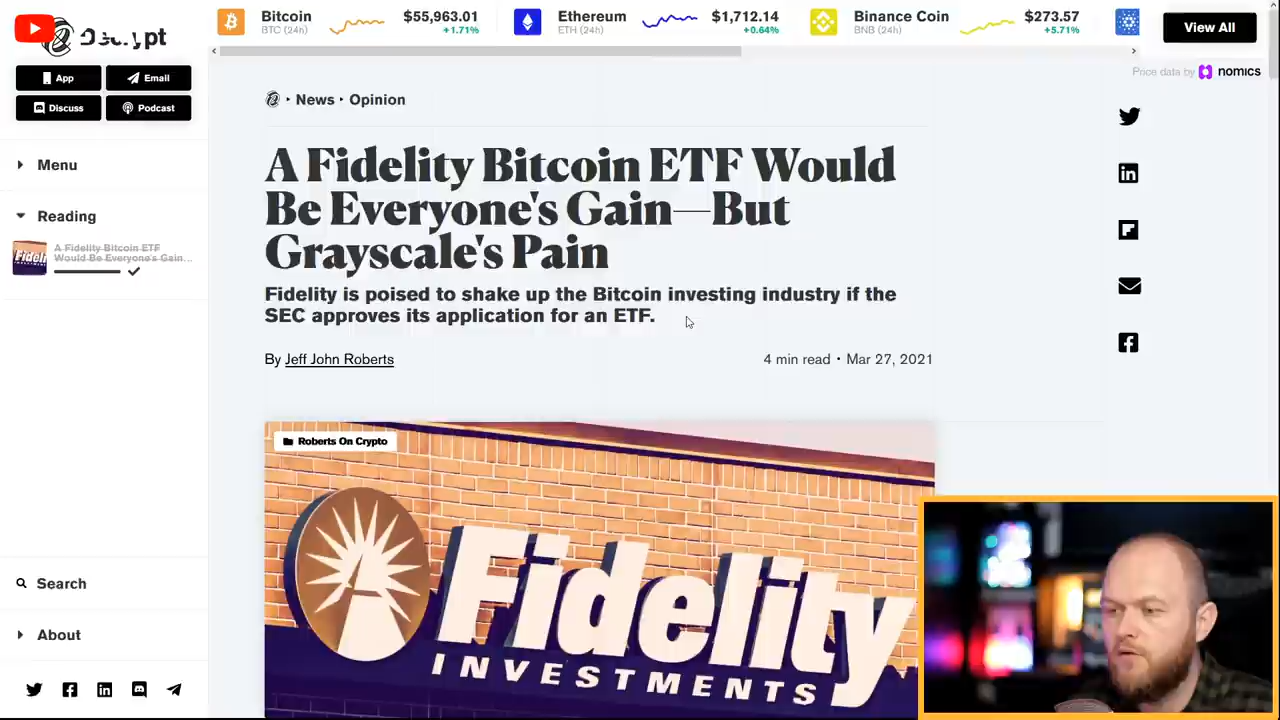 Decrypt
App
Email
Discuss
Podcast
Menu
Reading
A Fidelity Bitcoin ETF
Would Be Everyone's Gain...
Search
About
Bitcoin
BTC (24h)
$55,963.01
+1.71%
Ethereum
ETH (24h)
$1,712.14
+0.64%
Binance Coin
BNB (24h)
$273.57
+5.71%
View All
Price data by nomics
News • Opinion
A Fidelity Bitcoin ETF Would
Be Everyone's Gain—But
Grayscale's Pain
Fidelity is poised to shake up the Bitcoin investing industry if the
SEC approves its application for an ETF.
By Jeff John Roberts
4 min read • Mar 27, 2021
Roberts On Crypto
Fidelity
INVESTMENTS